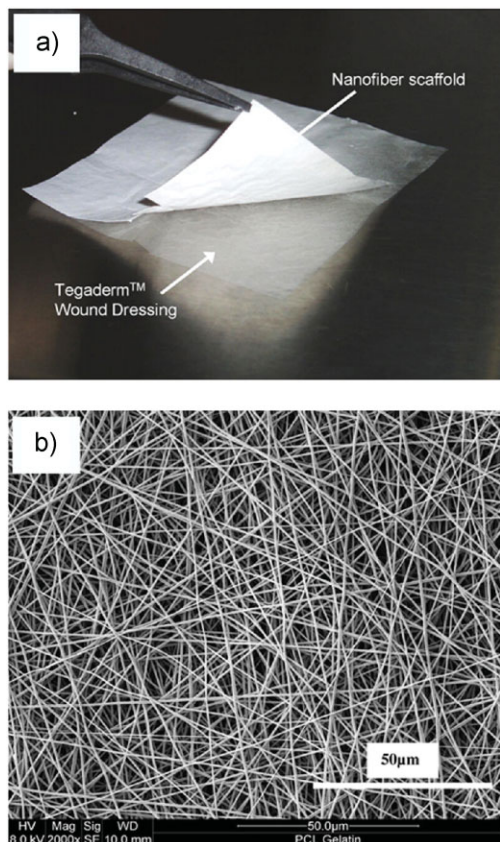 a)
Nanofiber scaffold
Tegaderm™
Wound Dressing
b)
50µm
HV Mag Sig WD 50.0µm
8.0 kV 2000x SE 10.0 mm PCL Gelatin